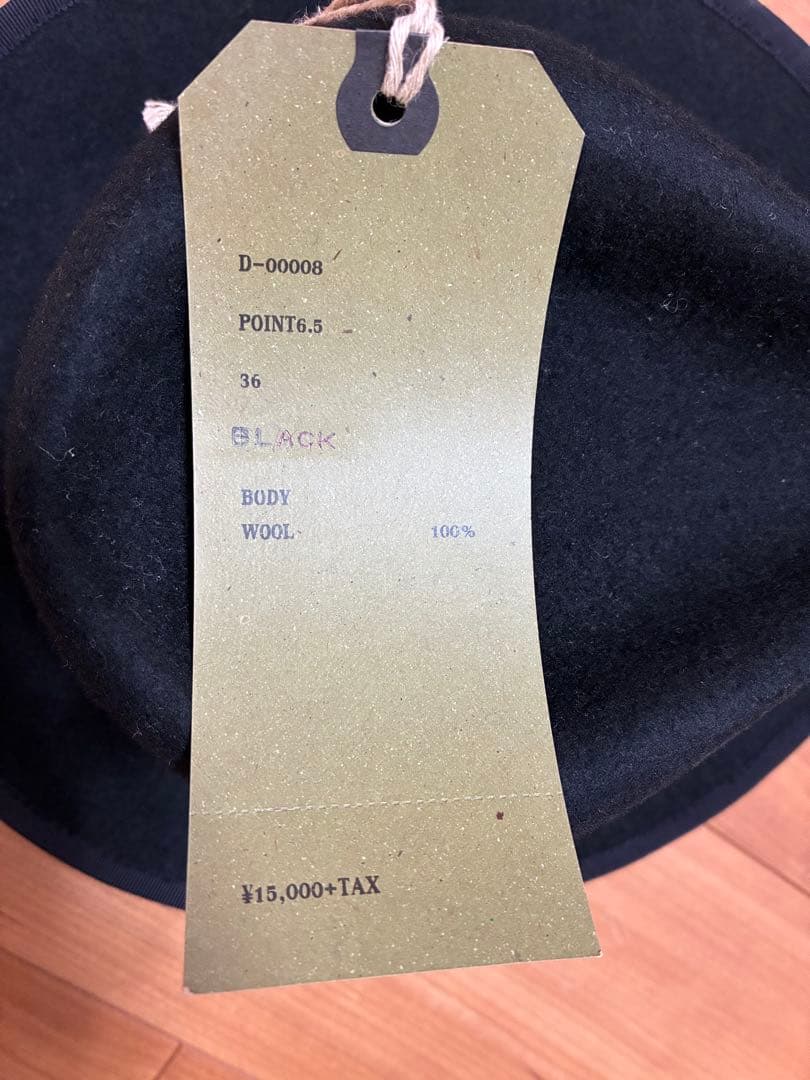 D-00008
POINT6.5
36
BLACK
BODY
WOOL 100%
¥15,000+TAX